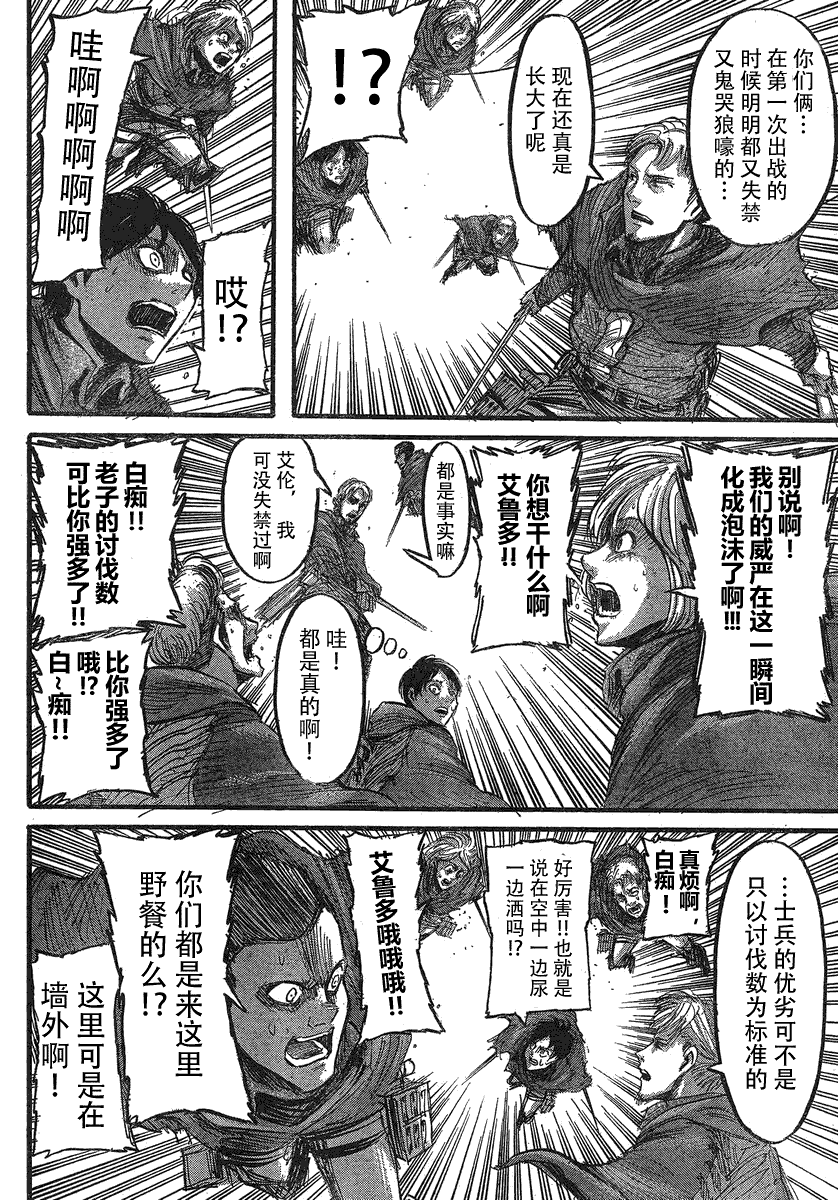 你们俩…
在第一次出战的
时候明明都又失禁
又鬼哭狼嚎的…
现在还真是
长大了呢
!?
哇啊啊啊啊啊
哎!?
别说啊！
我们的威严在这一瞬间
化成泡沫了啊!!!
你想干什么啊
艾鲁多!!
都是事实嘛
艾伦，我
可没失禁过啊
哇！
都是真的啊！
白痴!!
老子的讨伐数
可比你强多了!!
比你强多了
哦!?
白~痴!!
…士兵的优劣可不是
只以讨伐数为标准的
真烦啊，
白痴！
好厉害!!也就是
说在空中一边尿
一边洒吗!?
艾鲁多哦哦哦!!
你们都是来这里
野餐的么!?
这里可是在
墙外啊！